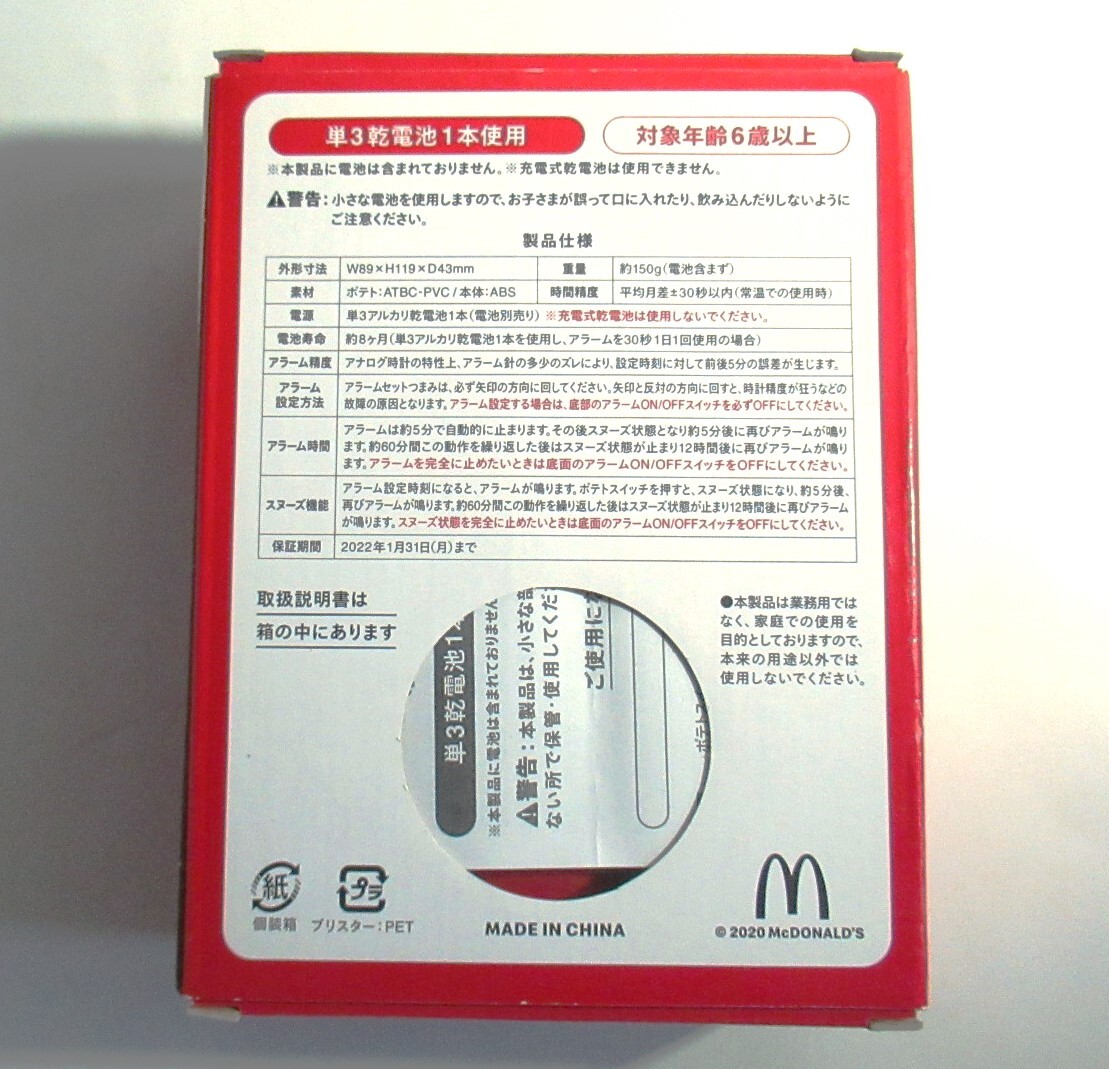 単3乾電池1本使用 対象年齢6歳以上
※本製品に電池は含まれておりません。※充電式乾電池は使用できません。
⚠警告：小さな電池を使用しますので、お子さまが誤って口に入れたり、飲み込んだりしないように
ご注意ください。
製品仕様
外形寸法 W89×H119×D43mm 重量 約150g(電池含まず)
素材 ポテト:ATBC-PVC / 本体:ABS 時間精度 平均月差±30秒以内(常温での使用時)
電源 単3アルカリ乾電池1本(電池別売り) ※充電式乾電池は使用しないでください。
電池寿命 約8ヶ月(単3アルカリ乾電池1本を使用し、アラームを30秒1日1回使用の場合)
アラーム精度 アナログ時計の特性上、アラーム針の多少のズレにより、設定時刻に対して前後5分の誤差が生じます。
アラーム
設定方法
アラームセットつまみは、必ず矢印の方向に回してください。矢印と反対の方向に回すと、時計精度が狂うなどの
故障の原因となります。アラーム設定する場合は、底部のアラームON/OFFスイッチを必ずOFFにしてください。
アラーム時間
アラームは約5分で自動的に止まります。その後スヌーズ状態となり約5分後に再びアラームが鳴り
ます。約60分間この動作を繰り返した後はスヌーズ状態が止まり12時間後に再びアラームが鳴り
ます。アラームを完全に止めたいときは底面のアラームON/OFFスイッチをOFFにしてください。
スヌーズ機能
アラーム設定時刻になると、アラームが鳴ります。ポテトスイッチを押すと、スヌーズ状態になり、約5分後、
再びアラームが鳴ります。約60分間この動作を繰り返した後はスヌーズ状態が止まり12時間後に再びアラーム
が鳴ります。スヌーズ状態を完全に止めたいときは底面のアラームON/OFFスイッチをOFFにしてください。
保証期間 2022年1月31日(月)まで
取扱説明書は
箱の中にあります
単3乾電池1
※本製品に電池は含まれておりません
⚠警告：本製品は、小さな部
ない所で保管・使用してくだ
ご使用にな
ポテトス
●本製品は業務用では
なく、家庭での使用を
目的としておりますので、
本来の用途以外では
使用しないでください。
紙
個装箱
プラ
ブリスター：PET
MADE IN CHINA
© 2020 McDONALD'S